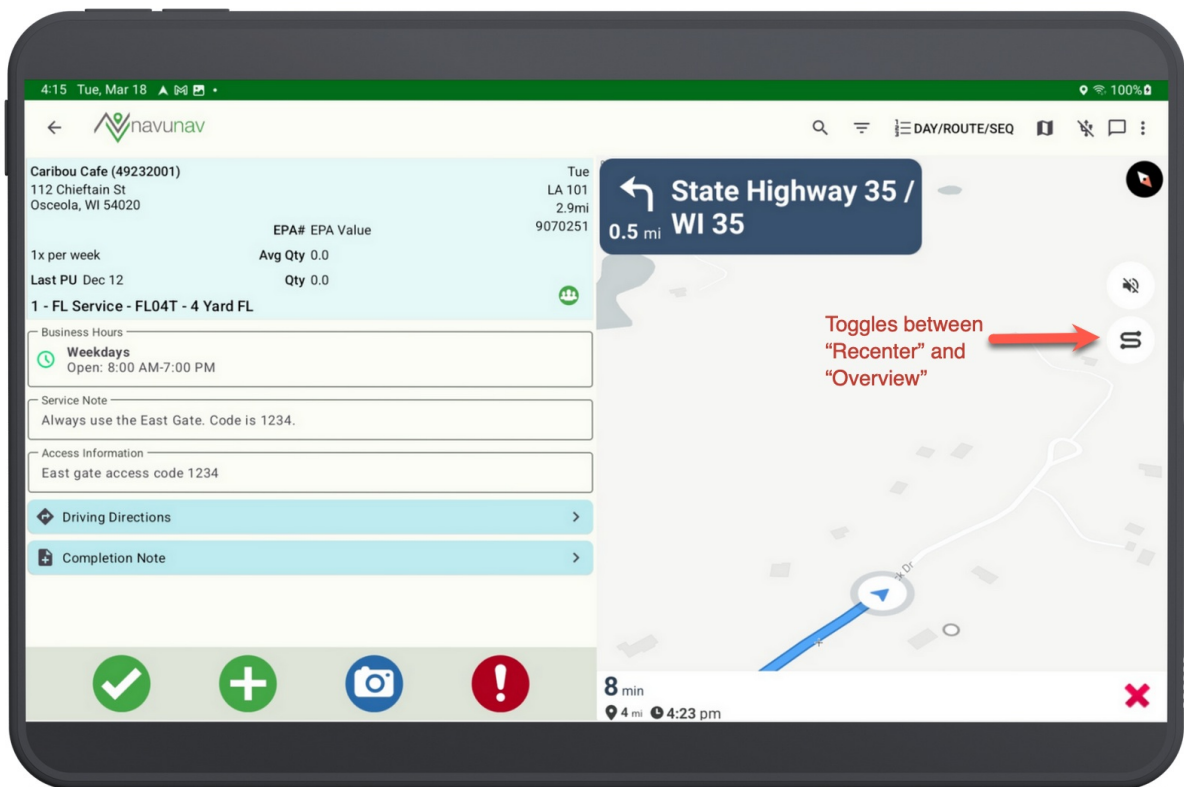 4:15 Tue, Mar 18
100%
navunav
DAY/ROUTE/SEQ
Caribou Cafe (49232001)
Tue
112 Chieftain St
LA 101
Osceola, WI 54020
2.9mi
EPA# EPA Value
9070251
1x per week
Avg Qty 0.0
Last PU Dec 12
Qty 0.0
1 - FL Service - FL04T - 4 Yard FL
Business Hours
Weekdays
Open: 8:00 AM-7:00 PM
Service Note
Always use the East Gate. Code is 1234.
Access Information
East gate access code 1234
Driving Directions
Completion Note
State Highway 35 /
0.5 mi WI 35
Toggles between
“Recenter” and
“Overview”
Dr
8 min
4 mi 4:23 pm